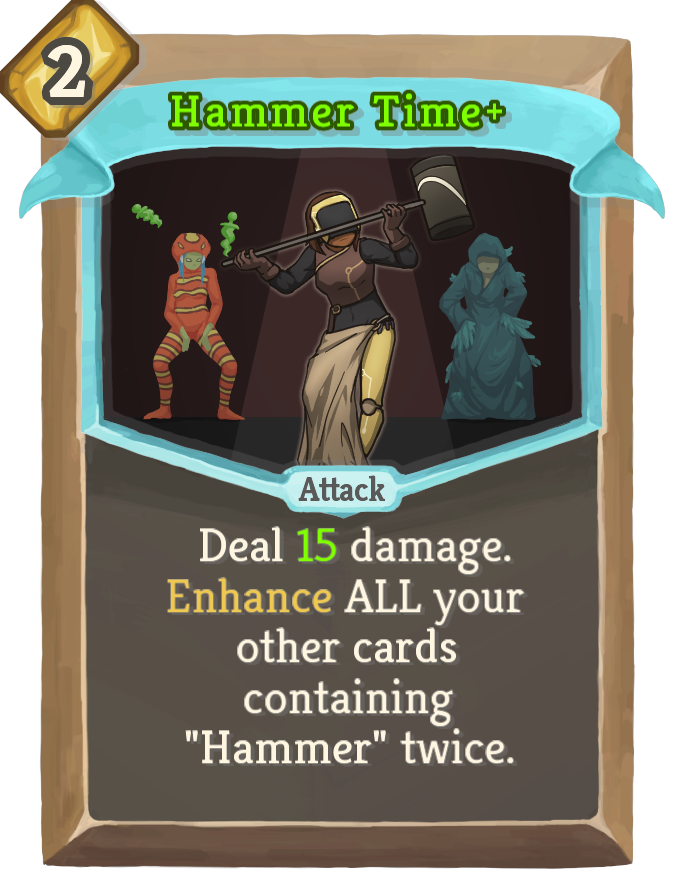 2
Hammer Time+
Attack
Deal 15 damage.
Enhance ALL your
other cards
containing
"Hammer" twice.